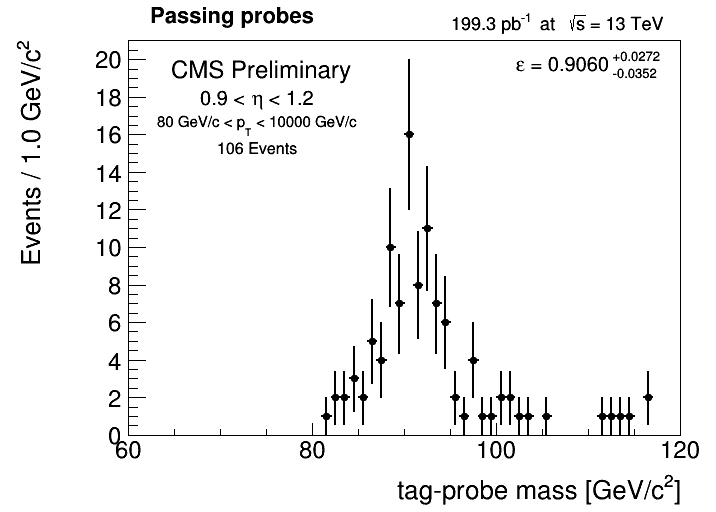 Passing probes
199.3 pb⁻¹ at √s = 13 TeV
CMS Preliminary
0.9 < η < 1.2
80 GeV/c < p_T < 10000 GeV/c
106 Events
ε = 0.9060 +0.0272 -0.0352
Events / 1.0 GeV/c²
20
18
16
14
12
10
8
6
4
2
0
60 80 100 120
tag-probe mass [GeV/c²]